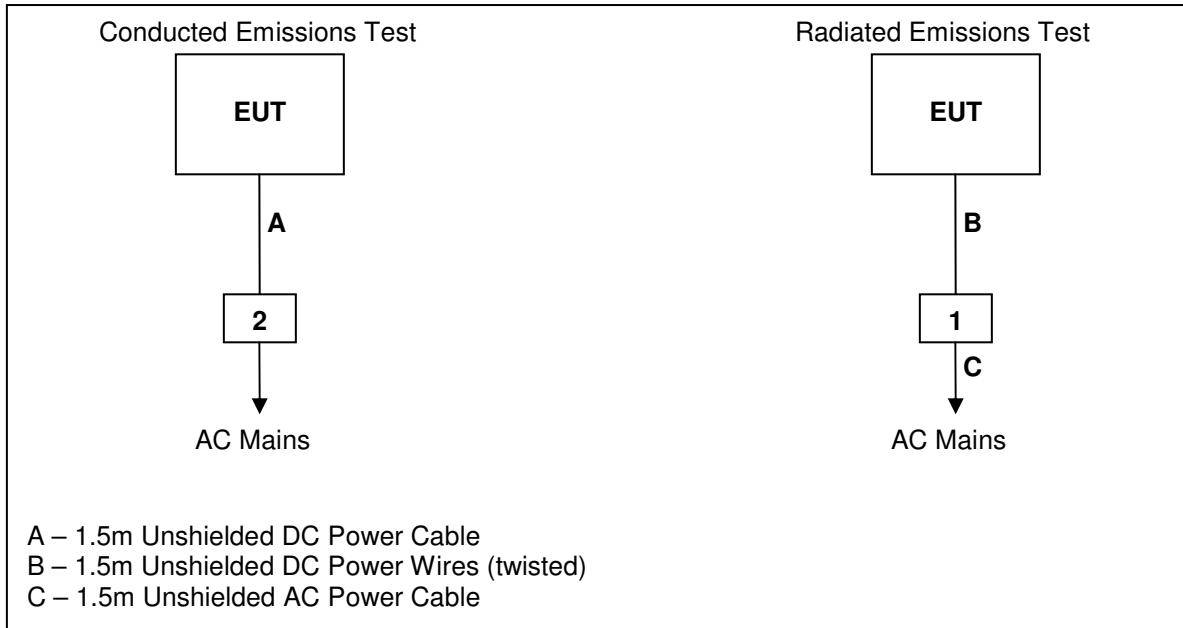 Conducted Emissions Test
EUT
A
2
AC Mains
Radiated Emissions Test
EUT
B
1
C
AC Mains
A – 1.5m Unshielded DC Power Cable
B – 1.5m Unshielded DC Power Wires (twisted)
C – 1.5m Unshielded AC Power Cable